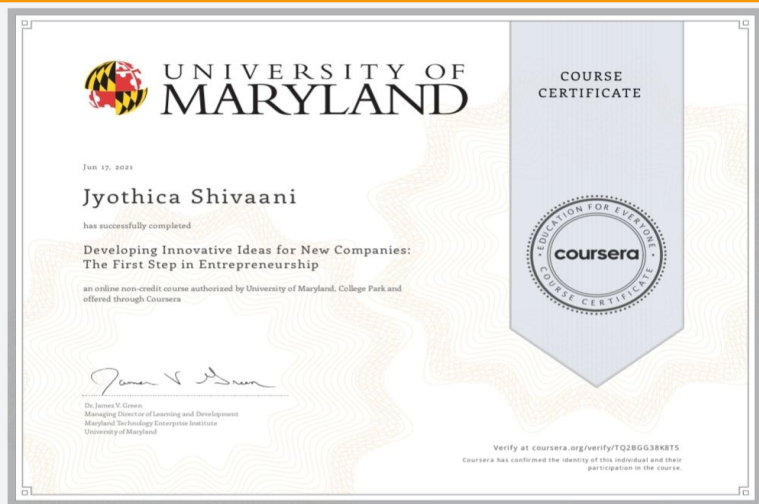 UNIVERSITY OF
MARYLAND
COURSE
CERTIFICATE
Jun 17, 2021
Jyothica Shivaani
has successfully completed
Developing Innovative Ideas for New Companies:
The First Step in Entrepreneurship
an online non-credit course authorized by University of Maryland, College Park and
offered through Coursera
EDUCATION FOR EVERYONE
coursera
COURSE CERTIFICATE
James V Green
Dr. James V. Green
Managing Director of Learning and Development
Maryland Technology Enterprise Institute
University of Maryland
Verify at coursera.org/verify/TQ2BGG38K8T5
Coursera has confirmed the identity of this individual and their
participation in the course.